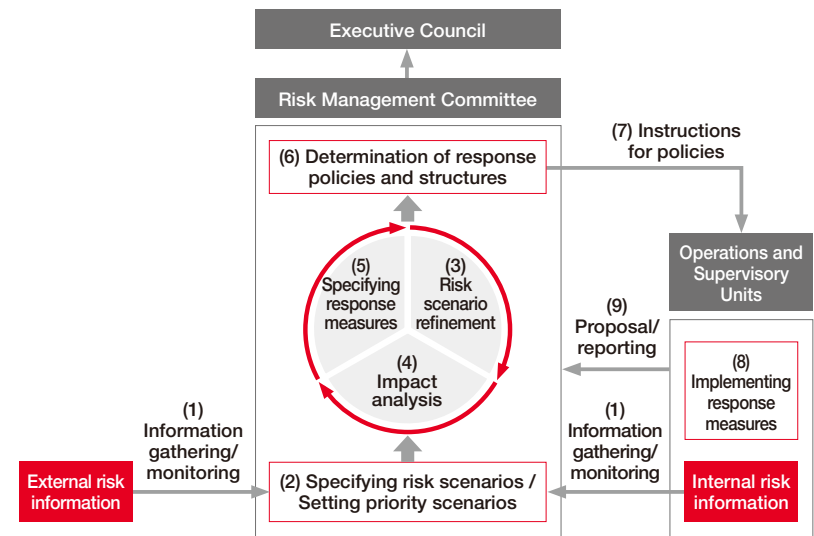 Executive Council
Risk Management Committee
(6) Determination of response
policies and structures
(7) Instructions
for policies
Operations and
Supervisory
Units
(5)
Specifying
response
measures
(3)
Risk
scenario
refinement
(4)
Impact
analysis
(9)
Proposal/
reporting
(8)
Implementing
response
measures
(1)
Information
gathering/
monitoring
(1)
Information
gathering/
monitoring
External risk
information
(2) Specifying risk scenarios /
Setting priority scenarios
Internal risk
information